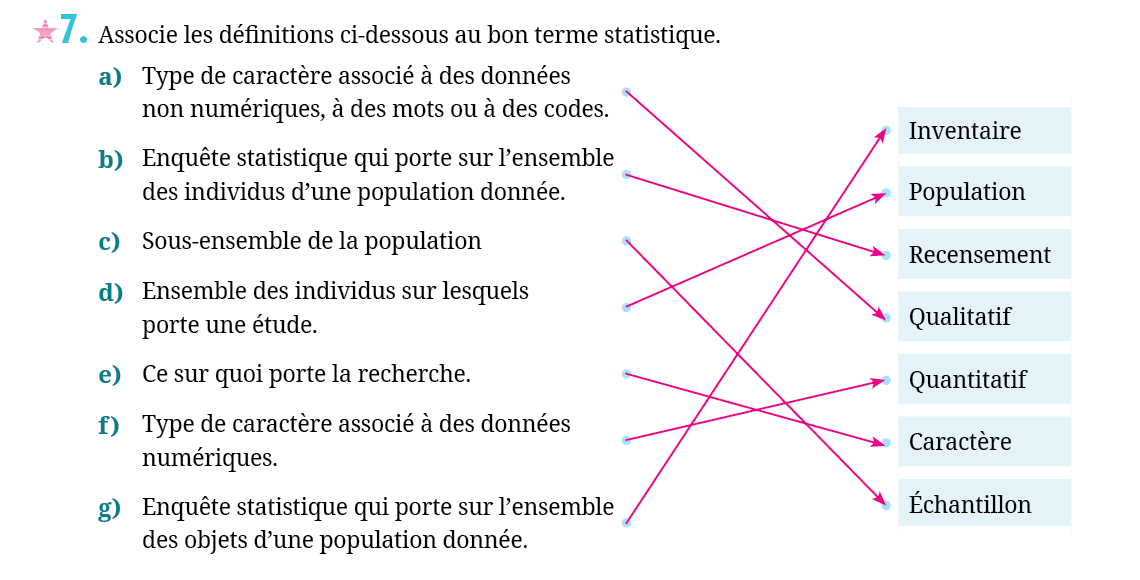 7. Associe les définitions ci-dessous au bon terme statistique.
a) Type de caractère associé à des données
non numériques, à des mots ou à des codes.
b) Enquête statistique qui porte sur l’ensemble
des individus d’une population donnée.
c) Sous-ensemble de la population
d) Ensemble des individus sur lesquels
porte une étude.
e) Ce sur quoi porte la recherche.
f) Type de caractère associé à des données
numériques.
g) Enquête statistique qui porte sur l’ensemble
des objets d’une population donnée.
Inventaire
Population
Recensement
Qualitatif
Quantitatif
Caractère
Échantillon